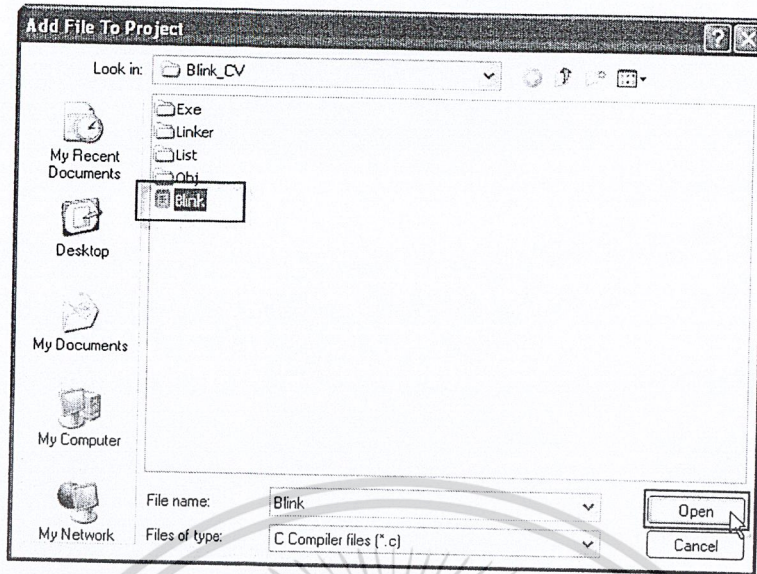 Add File To Project
Look in: Blink_CV
Exe
Linker
List
Obj
Blink
My Recent
Documents
Desktop
My Documents
My Computer
My Network
File name: Blink
Open
Files of type: C Compiler files (*.c)
Cancel